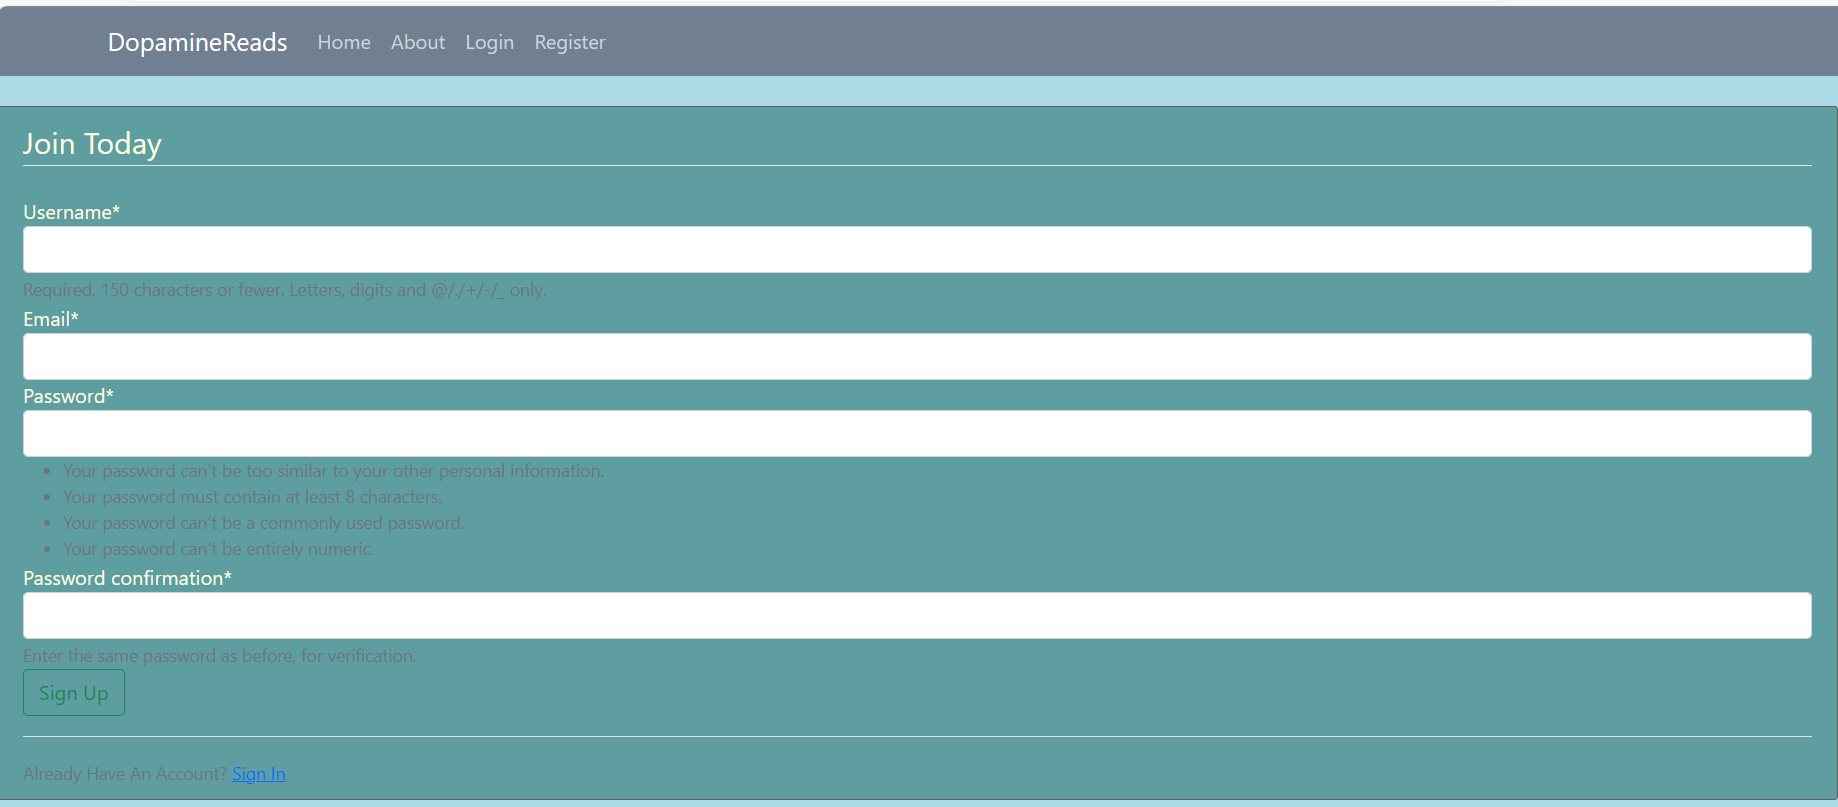 DopamineReads Home About Login Register
Join Today
Username*
Required. 150 characters or fewer. Letters, digits and @/./+/-/_ only.
Email*
Password*
Your password can’t be too similar to your other personal information.
Your password must contain at least 8 characters.
Your password can’t be a commonly used password.
Your password can’t be entirely numeric.
Password confirmation*
Enter the same password as before, for verification.
Sign Up
Already Have An Account? Sign In